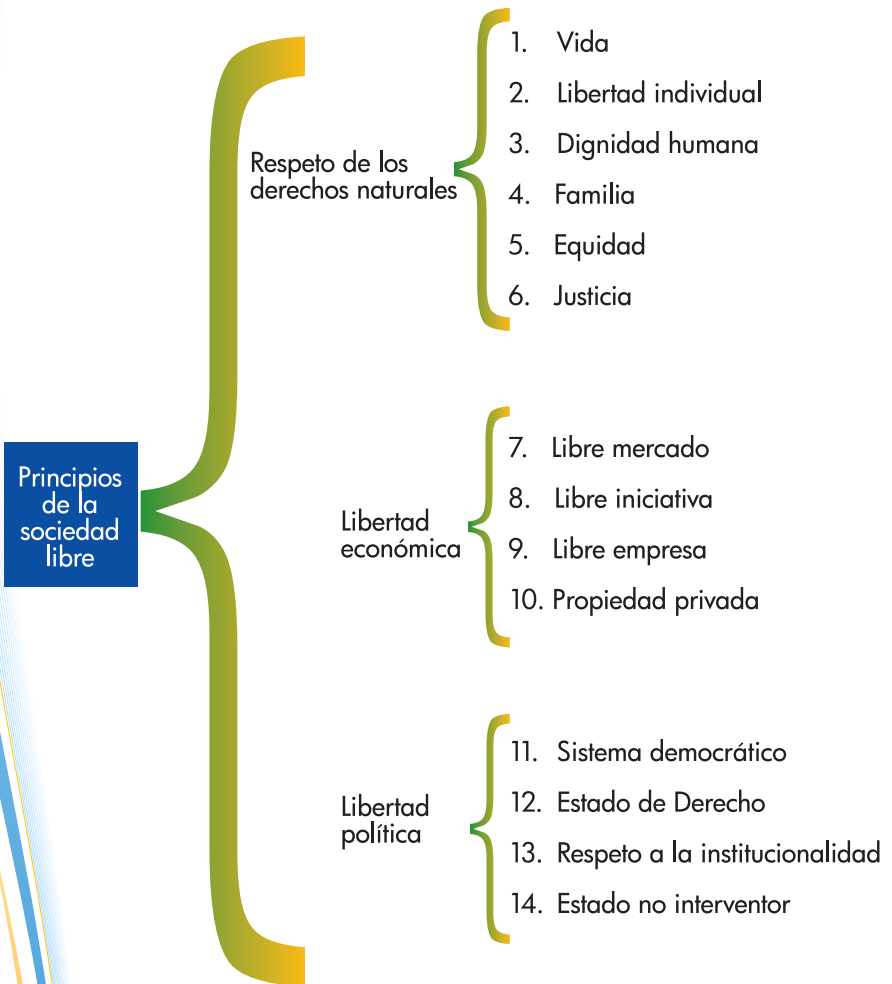 Principios
de la
sociedad
libre
Respeto de los
derechos naturales
1. Vida
2. Libertad individual
3. Dignidad humana
4. Familia
5. Equidad
6. Justicia
Libertad
económica
7. Libre mercado
8. Libre iniciativa
9. Libre empresa
10. Propiedad privada
Libertad
política
11. Sistema democrático
12. Estado de Derecho
13. Respeto a la institucionalidad
14. Estado no interventor